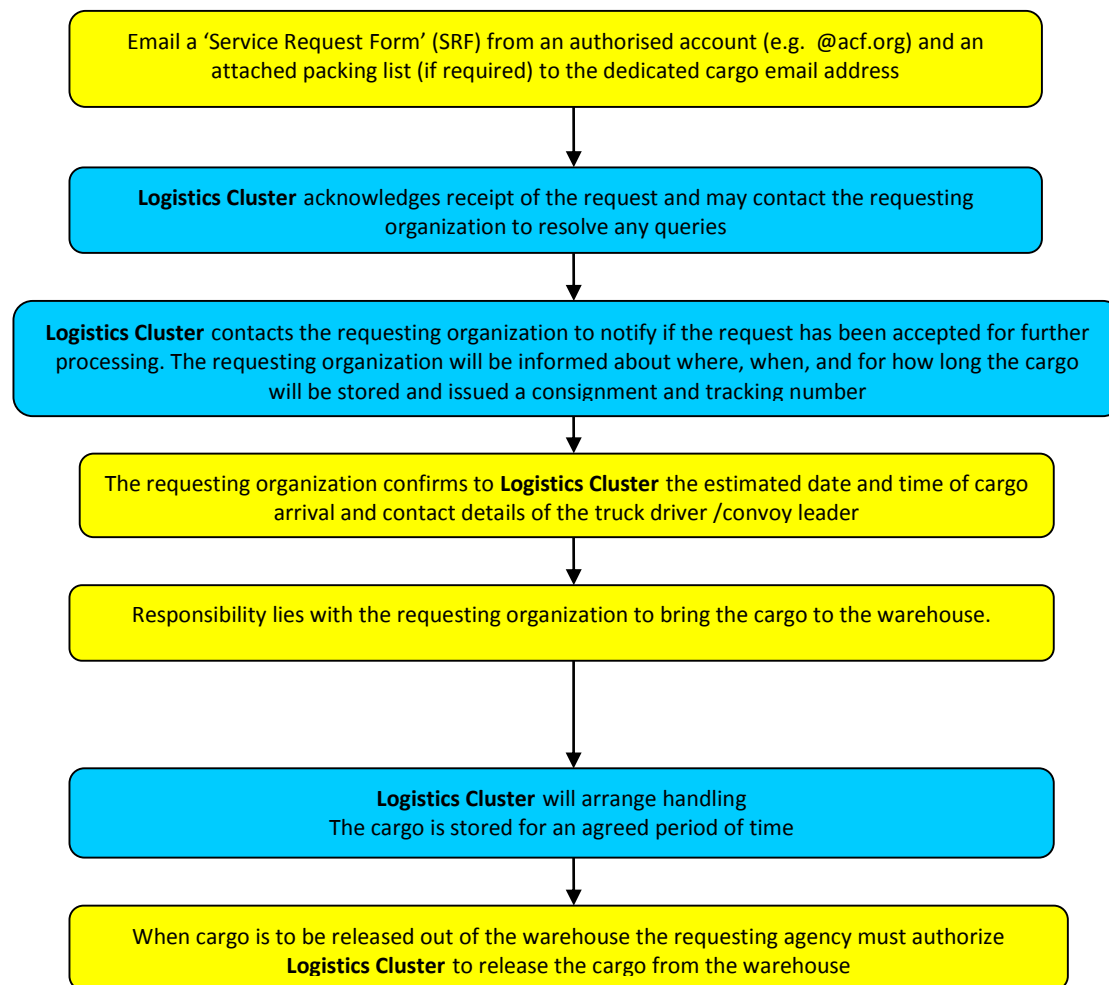 Email a ‘Service Request Form’ (SRF) from an authorised account (e.g.  @acf.org) and an
attached packing list (if required) to the dedicated cargo email address
Logistics Cluster acknowledges receipt of the request and may contact the requesting
organization to resolve any queries
Logistics Cluster contacts the requesting organization to notify if the request has been accepted for further
processing. The requesting organization will be informed about where, when, and for how long the cargo
will be stored and issued a consignment and tracking number
The requesting organization confirms to Logistics Cluster the estimated date and time of cargo
arrival and contact details of the truck driver /convoy leader
Responsibility lies with the requesting organization to bring the cargo to the warehouse.
Logistics Cluster will arrange handling
The cargo is stored for an agreed period of time
When cargo is to be released out of the warehouse the requesting agency must authorize
Logistics Cluster to release the cargo from the warehouse